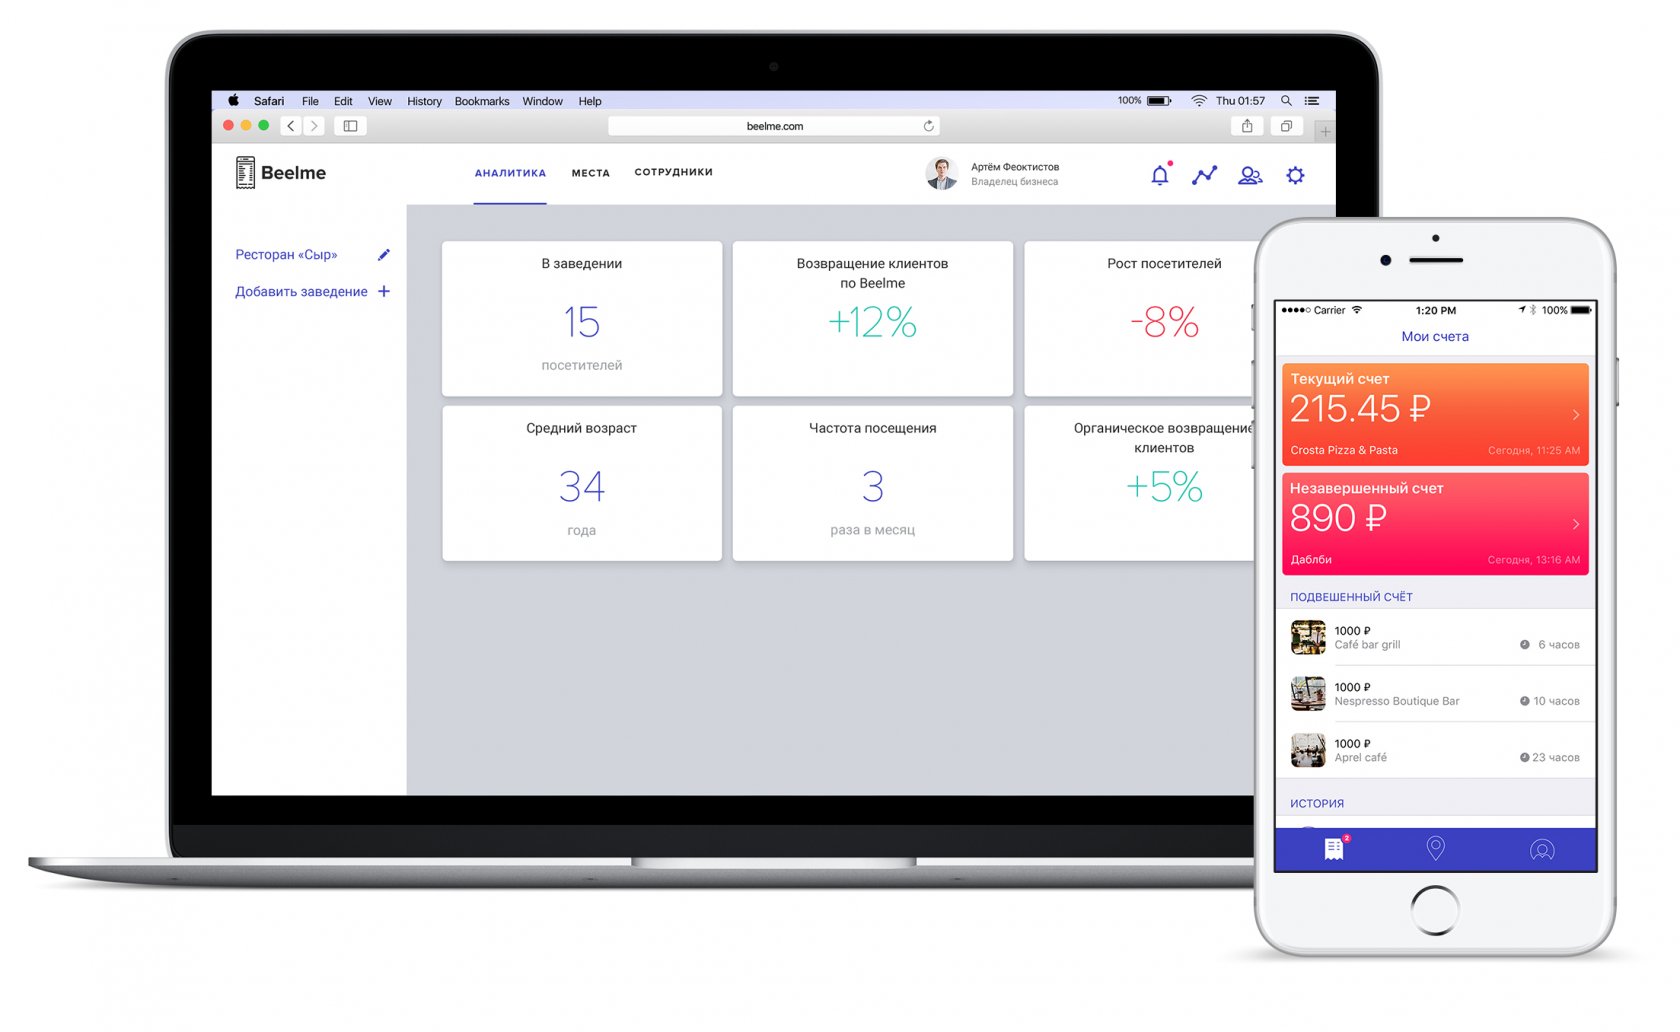 Safari File Edit View History Bookmarks Window Help 100% Thu 01:57
beelme.com
Beelme
АНАЛИТИКА МЕСТА СОТРУДНИКИ
Артём Феоктистов
Владелец бизнеса
Ресторан «Сыр»
Добавить заведение +
В заведении
15
посетителей
Возвращение клиентов
по Beelme
+12%
Рост посетителей
-8%
Средний возраст
34
года
Частота посещения
3
раза в месяц
Органическое возвращение
клиентов
+5%
Carrier 1:20 PM 100%
Мои счета
Текущий счет
215.45 ₽
Crosta Pizza & Pasta Сегодня, 11:25 AM
Незавершенный счет
890 ₽
Даблби Сегодня, 13:16 AM
ПОДВЕШЕННЫЙ СЧЁТ
1000 ₽
Café bar grill 6 часов
1000 ₽
Nespresso Boutique Bar 10 часов
1000 ₽
Aprel café 23 часов
ИСТОРИЯ
2